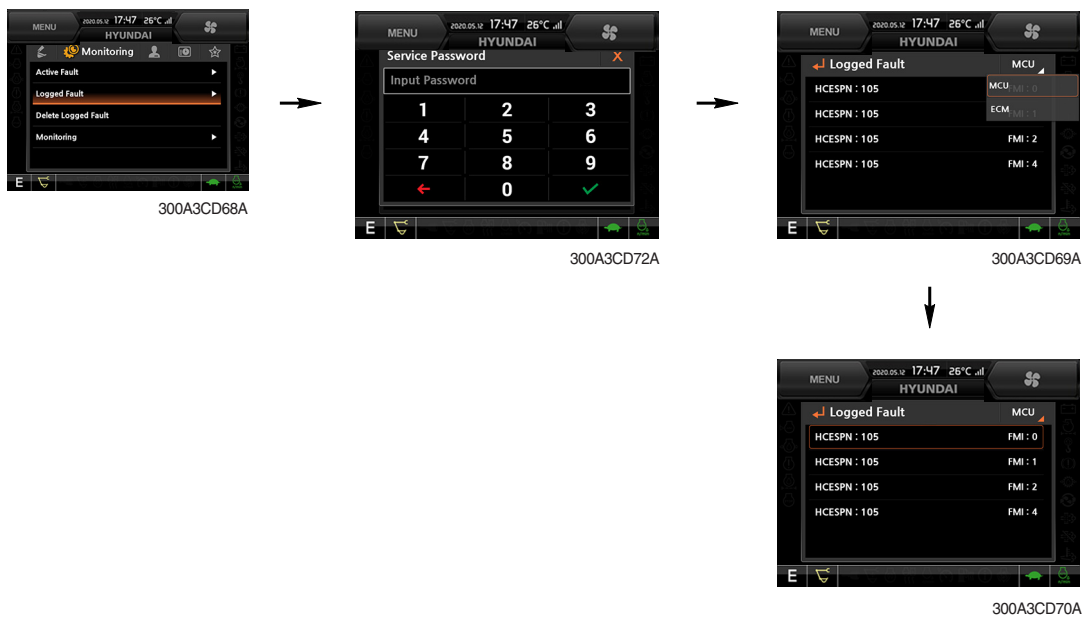 MENU
2020.05.12 17:47 26°C
HYUNDAI
Monitoring
Active Fault
Logged Fault
Delete Logged Fault
Monitoring
E
300A3CD68A
MENU
2020.05.12 17:47 26°C
HYUNDAI
Service Password X
Input Password
1 2 3
4 5 6
7 8 9
0
E
300A3CD72A
MENU
2020.05.12 17:47 26°C
HYUNDAI
Logged Fault MCU
HCESPN : 105 FMI : 0
MCU
HCESPN : 105 FMI : 1
ECM
HCESPN : 105 FMI : 2
HCESPN : 105 FMI : 4
E
300A3CD69A
MENU
2020.05.12 17:47 26°C
HYUNDAI
Logged Fault MCU
HCESPN : 105 FMI : 0
HCESPN : 105 FMI : 1
HCESPN : 105 FMI : 2
HCESPN : 105 FMI : 4
E
300A3CD70A